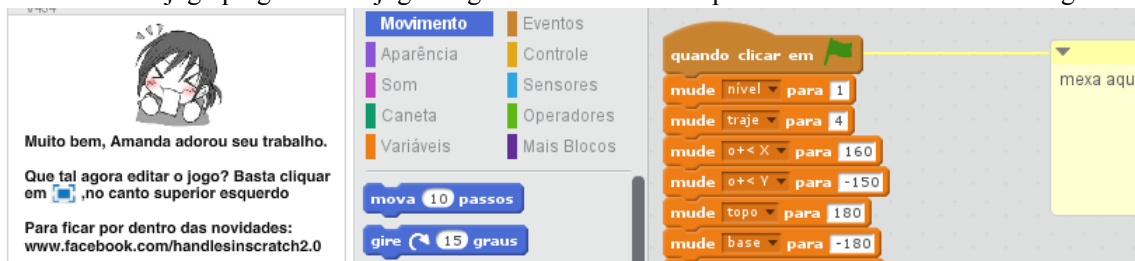 v454
Muito bem, Amanda adorou seu trabalho.
Que tal agora editar o jogo? Basta cliquar
em ,no canto superior esquerdo
Para ficar por dentro das novidades:
www.facebook.com/handlesinscratch2.0
Movimento
Eventos
Aparência
Controle
Som
Sensores
Caneta
Operadores
Variáveis
Mais Blocos
mova 10 passos
gire 15 graus
quando clicar em
mude nível para 1
mude traje para 4
mude o+< X para 160
mude o+< Y para -150
mude topo para 180
mude base para -180
mexa aqu